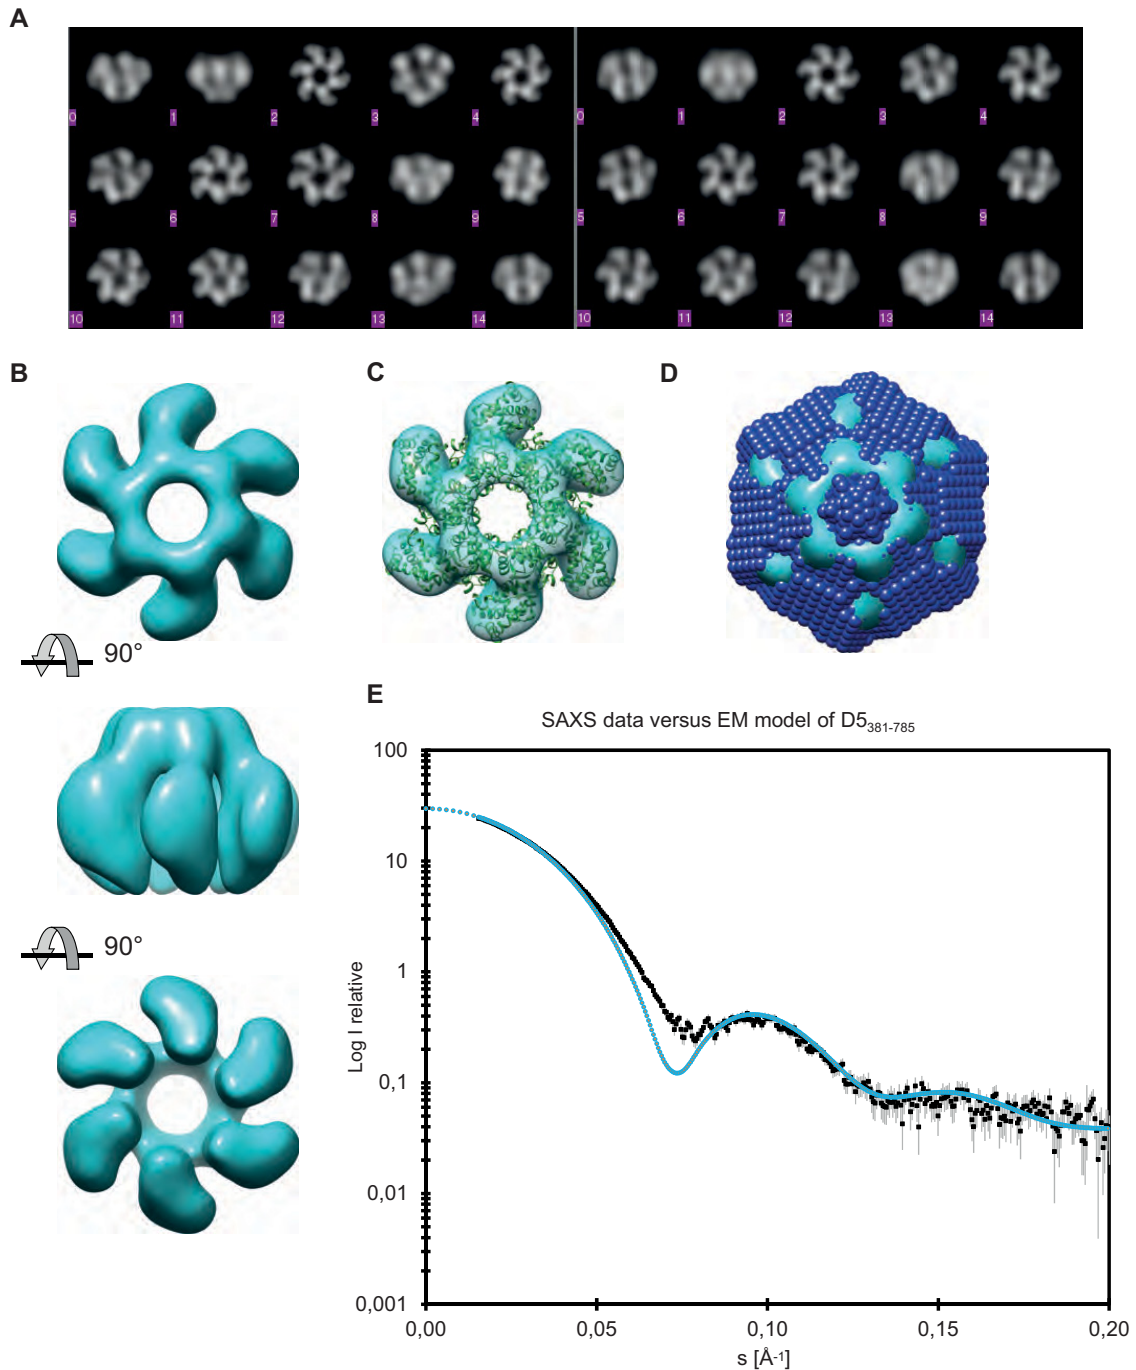 A
0 1 2 3 4 0 1 2 3 4
5 6 7 8 9 5 6 7 8 9
10 11 12 13 14 10 11 12 13 14
B
C
D
90°
90°
E
SAXS data versus EM model of D5381-785
100
10
1
0,1
0,01
0,001
Log I relative
0,00 0,05 0,10 0,15 0,20
s [Å-1]